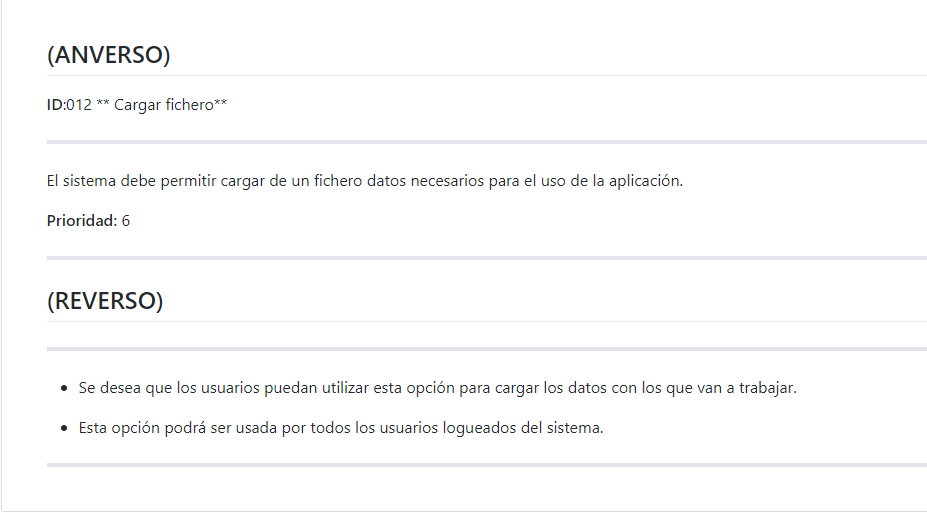 (ANVERSO)
ID:012 ** Cargar fichero**
El sistema debe permitir cargar de un fichero datos necesarios para el uso de la aplicación.
Prioridad: 6
(REVERSO)
• Se desea que los usuarios puedan utilizar esta opción para cargar los datos con los que van a trabajar.
• Esta opción podrá ser usada por todos los usuarios logueados del sistema.